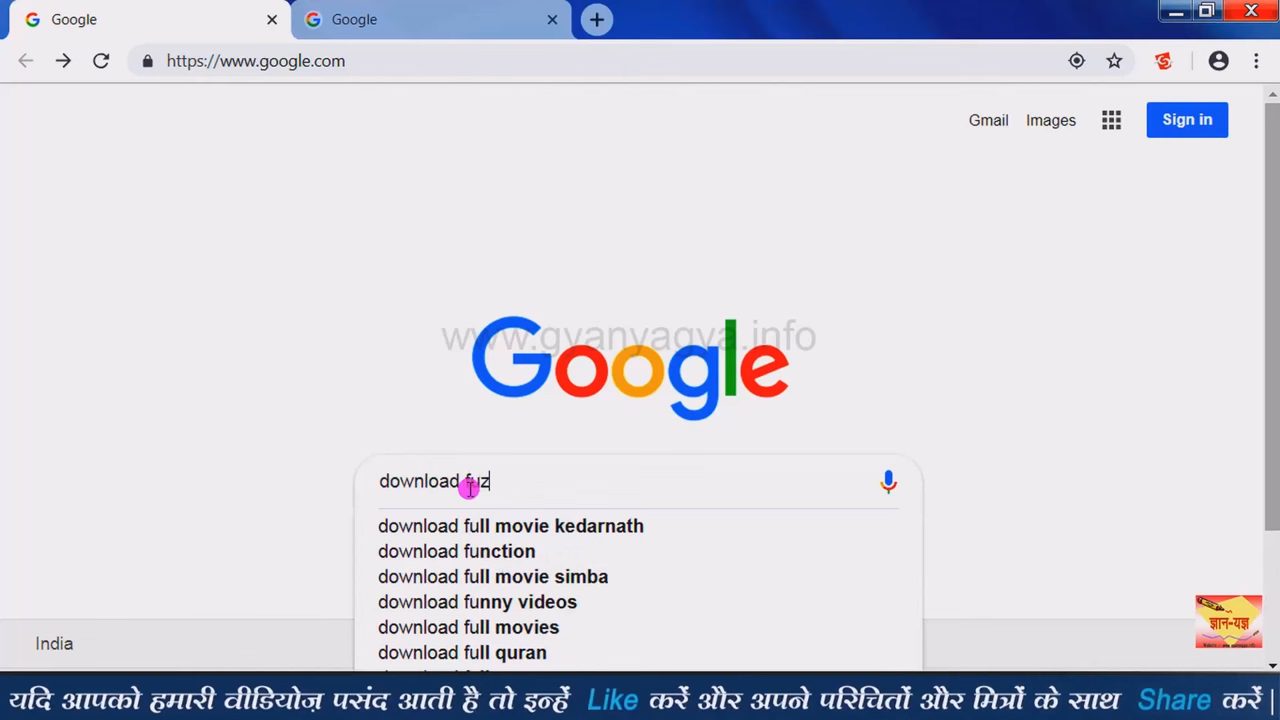 Google
Google
https://www.google.com
Gmail Images Sign in
www.gyanyagya.info
Google
download fuz
download full movie kedarnath
download function
download full movie simba
download funny videos
download full movies
download full quran
India
ज्ञान-यज्ञ
यदि आपको हमारी वीडियोज़ पसंद आती है तो इन्हें Like करें और अपने परिचितों और मित्रों के साथ Share करें |